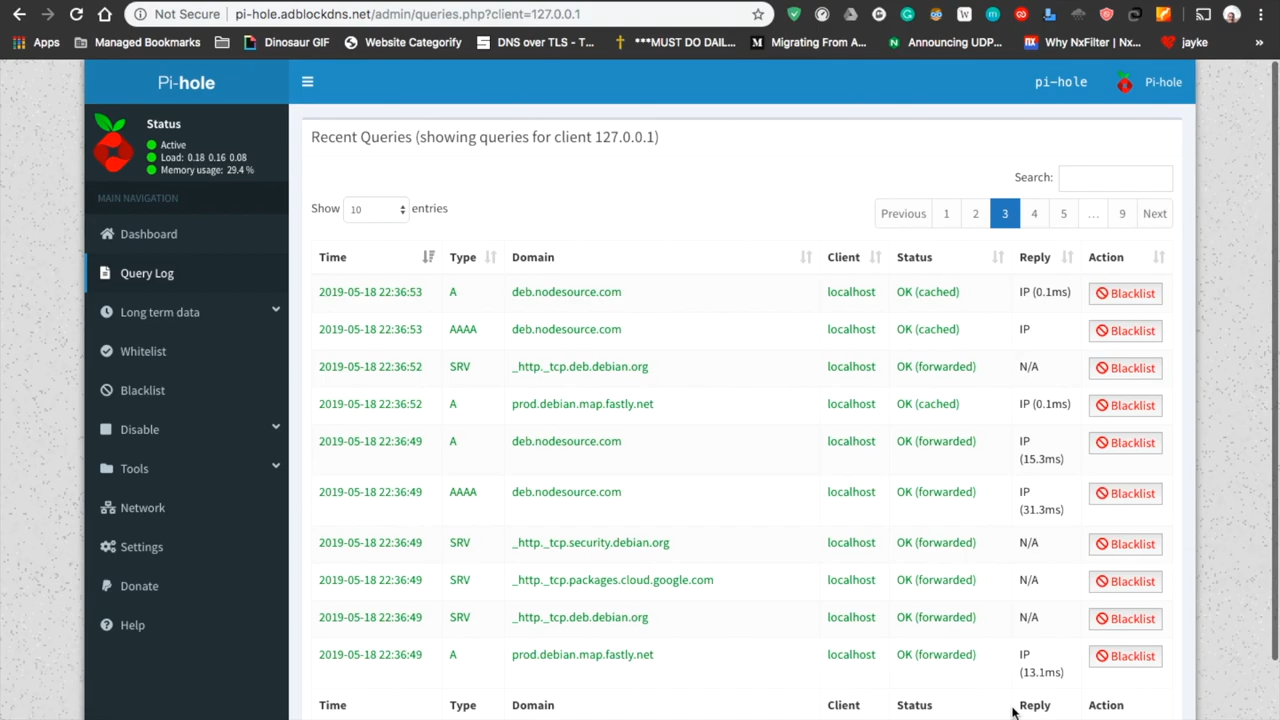 Not Secure pi-hole.adblockdns.net/admin/queries.php?client=127.0.0.1
Apps Managed Bookmarks Dinosaur GIF Website Categorify DNS over TLS - T... ***MUST DO DAIL... Migrating From A... Announcing UDP... Why NxFilter | Nx... jayke »
Pi-hole
pi-hole Pi-hole
Status
Active
Load: 0.18 0.16 0.08
Memory usage: 29.4 %
MAIN NAVIGATION
Dashboard
Query Log
Long term data
Whitelist
Blacklist
Disable
Tools
Network
Settings
Donate
Help
Recent Queries (showing queries for client 127.0.0.1)
Search:
Show 10 entries
Previous 1 2 3 4 5 ... 9 Next
Time Type Domain Client Status Reply Action
2019-05-18 22:36:53 A deb.nodesource.com localhost OK (cached) IP (0.1ms) Blacklist
2019-05-18 22:36:53 AAAA deb.nodesource.com localhost OK (cached) IP Blacklist
2019-05-18 22:36:52 SRV _http._tcp.deb.debian.org localhost OK (forwarded) N/A Blacklist
2019-05-18 22:36:52 A prod.debian.map.fastly.net localhost OK (cached) IP (0.1ms) Blacklist
2019-05-18 22:36:49 A deb.nodesource.com localhost OK (forwarded) IP Blacklist
(15.3ms)
2019-05-18 22:36:49 AAAA deb.nodesource.com localhost OK (forwarded) IP Blacklist
(31.3ms)
2019-05-18 22:36:49 SRV _http._tcp.security.debian.org localhost OK (forwarded) N/A Blacklist
2019-05-18 22:36:49 SRV _http._tcp.packages.cloud.google.com localhost OK (forwarded) N/A Blacklist
2019-05-18 22:36:49 SRV _http._tcp.deb.debian.org localhost OK (forwarded) N/A Blacklist
2019-05-18 22:36:49 A prod.debian.map.fastly.net localhost OK (forwarded) IP Blacklist
(13.1ms)
Time Type Domain Client Status Reply Action